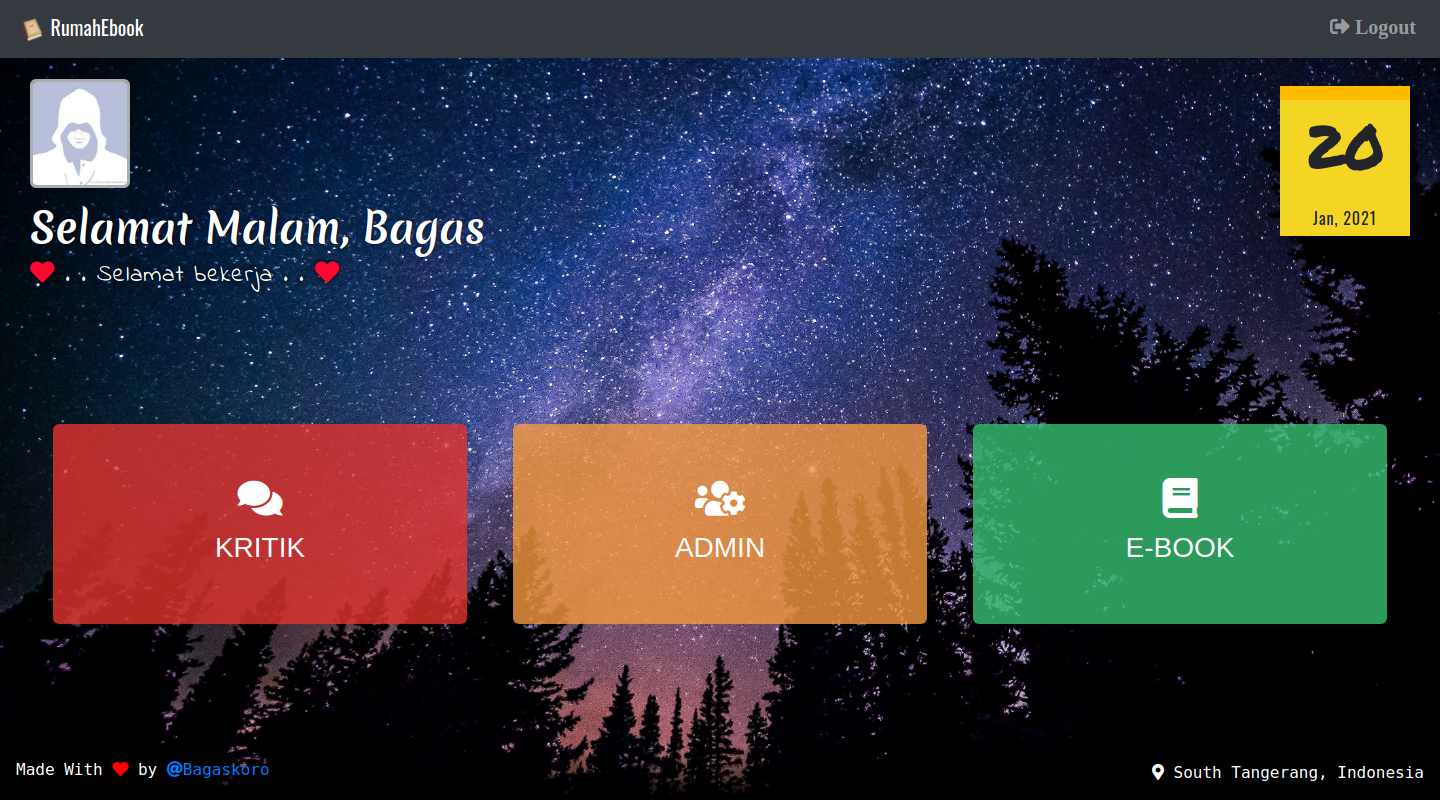 RumahEbook
Logout
20
Jan, 2021
Selamat Malam, Bagas
. . Selamat bekerja . .
KRITIK
ADMIN
E-BOOK
Made With by @Bagaskoro
South Tangerang, Indonesia